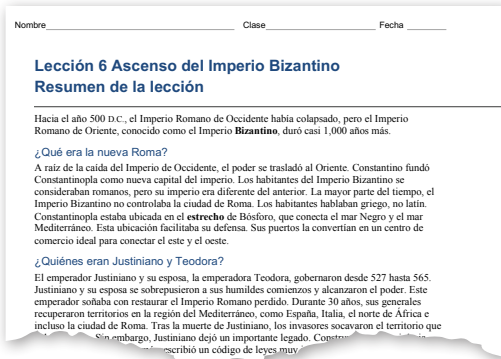 Nombre Clase Fecha
Lección 6 Ascenso del Imperio Bizantino
Resumen de la lección
Hacia el año 500 D.C., el Imperio Romano de Occidente había colapsado, pero el Imperio
Romano de Oriente, conocido como el Imperio Bizantino, duró casi 1,000 años más.
¿Qué era la nueva Roma?
A raíz de la caída del Imperio de Occidente, el poder se trasladó al Oriente. Constantino fundó
Constantinopla como nueva capital del imperio. Los habitantes del Imperio Bizantino se
consideraban romanos, pero su imperio era diferente del anterior. La mayor parte del tiempo, el
Imperio Bizantino no controlaba la ciudad de Roma. Los habitantes hablaban griego, no latín.
Constantinopla estaba ubicada en el estrecho de Bósforo, que conecta el mar Negro y el mar
Mediterráneo. Esta ubicación facilitaba su defensa. Sus puertos la convertían en un centro de
comercio ideal para conectar el este y el oeste.
¿Quiénes eran Justiniano y Teodora?
El emperador Justiniano y su esposa, la emperadora Teodora, gobernaron desde 527 hasta 565.
Justiniano y su esposa se sobrepusieron a sus humildes comienzos y alcanzaron el poder. Este
emperador soñaba con restaurar el Imperio Romano perdido. Durante 30 años, sus generales
recuperaron territorios en la región del Mediterráneo, como España, Italia, el norte de África e
incluso la ciudad de Roma. Tras la muerte de Justiniano, los invasores socavaron el territorio que
Sin embargo, Justiniano dejó un importante legado.
escribió un código de leyes